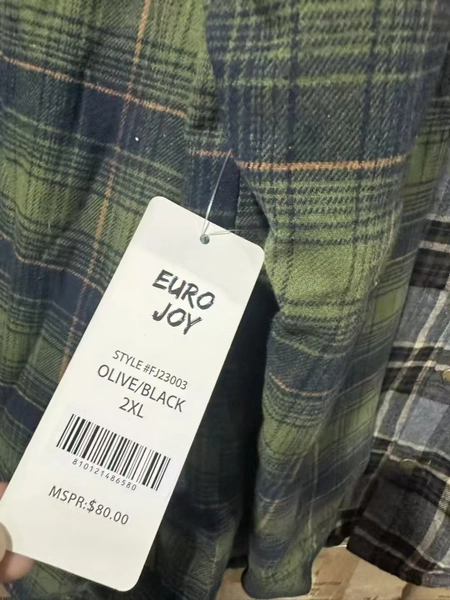 EURO
JOY
STYLE #FJ23003
OLIVE/BLACK
2XL
810121486580
MSPR:$80.00